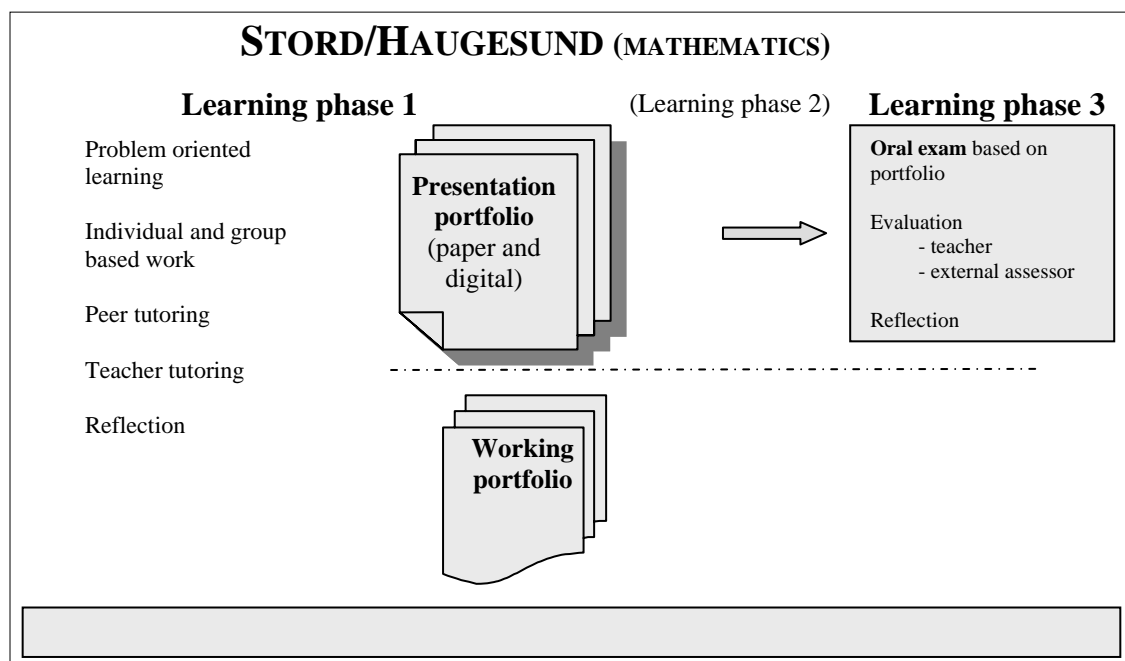 STORD/HAUGESUND (MATHEMATICS)
Learning phase 1
(Learning phase 2)
Learning phase 3
Problem oriented
learning
Individual and group
based work
Peer tutoring
Teacher tutoring
Reflection
Presentation
portfolio
(paper and
digital)
Working
portfolio
Oral exam based on
portfolio
Evaluation
- teacher
- external assessor
Reflection